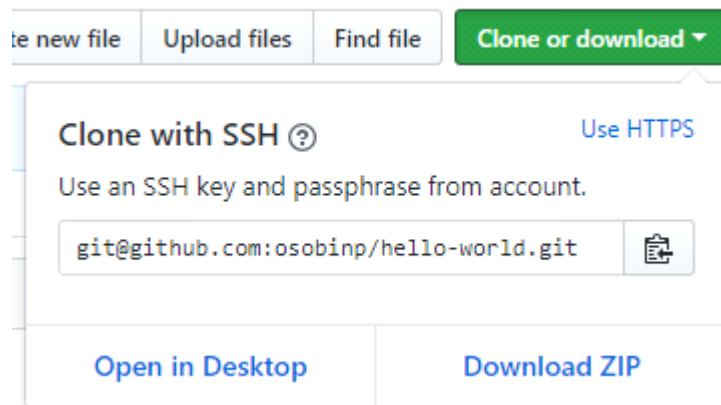 te new file Upload files Find file Clone or download
Clone with SSH Use HTTPS
Use an SSH key and passphrase from account.
git@github.com:osobinp/hello-world.git
Open in Desktop Download ZIP